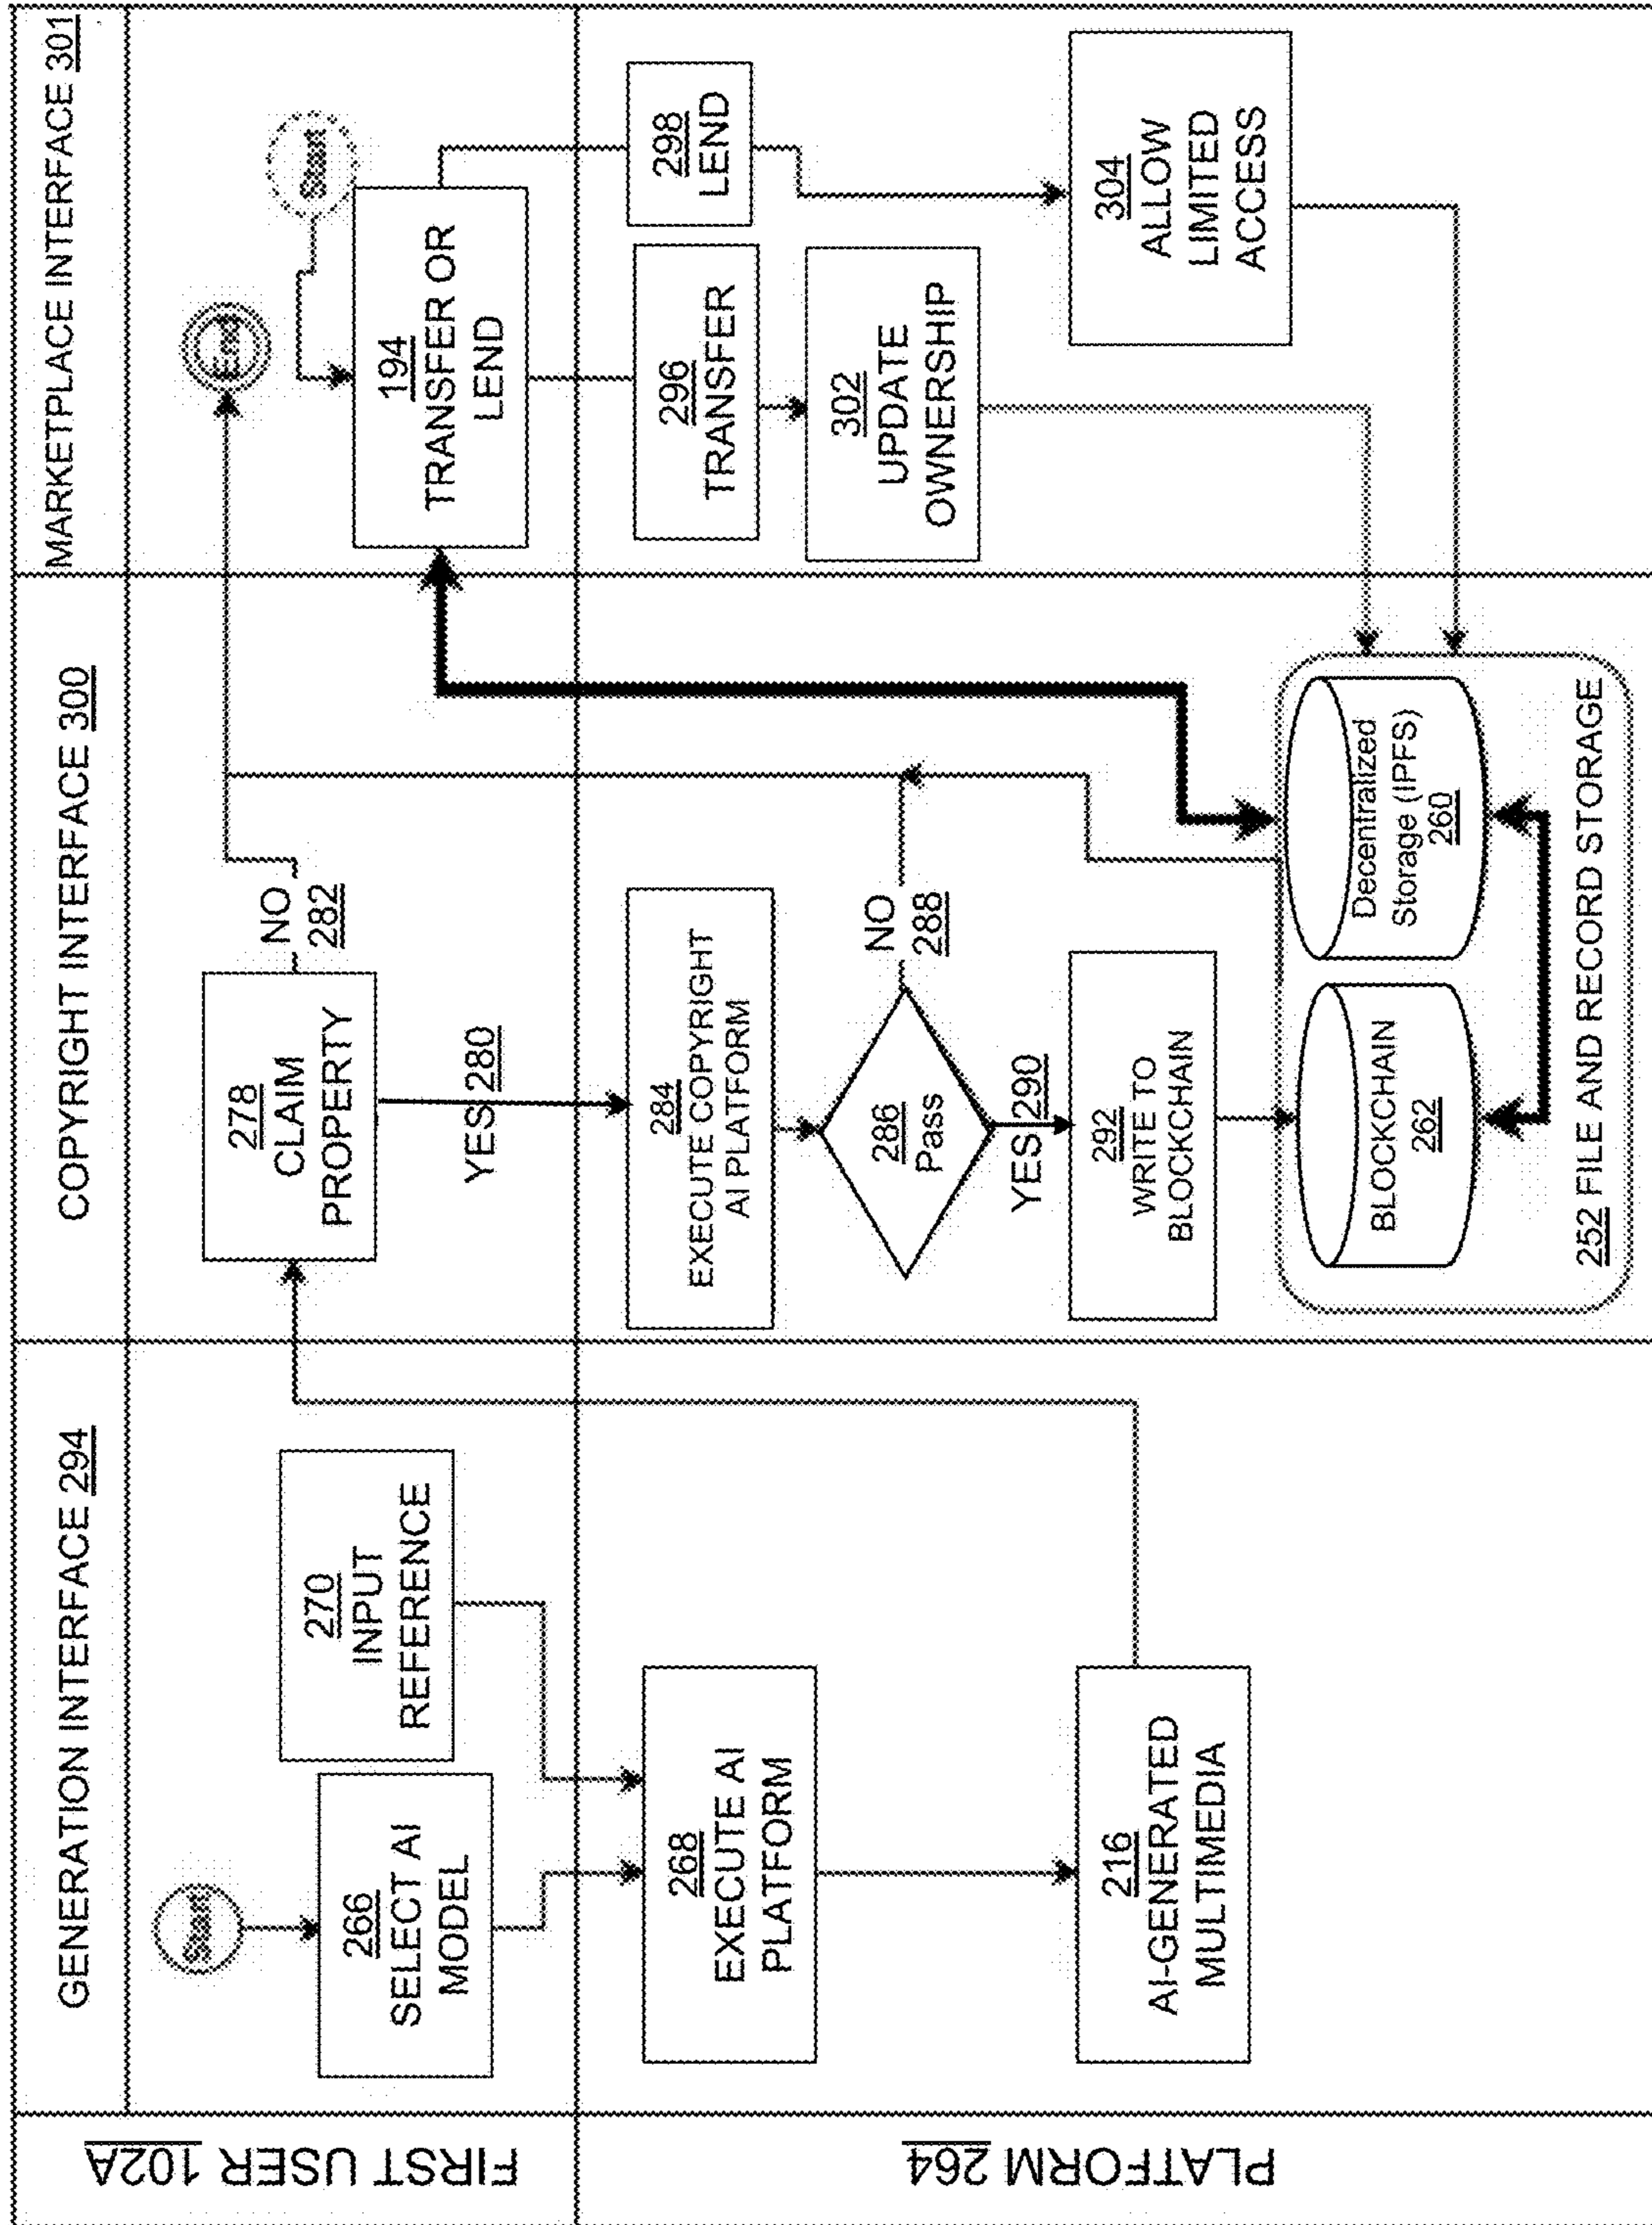 GENERATION INTERFACE 294
COPYRIGHT INTERFACE 300
MARKETPLACE INTERFACE 301
FIRST USER 102A
Start
266
SELECT AI
MODEL
270
INPUT
REFERENCE
278
CLAIM
PROPERTY
NO
282
YES 280
End
Start
194
TRANSFER OR
LEND
PLATFORM 264
268
EXECUTE AI
PLATFORM
216
AI-GENERATED
MULTIMEDIA
284
EXECUTE COPYRIGHT
AI PLATFORM
286
Pass
NO
288
YES 290
292
WRITE TO
BLOCKCHAIN
BLOCKCHAIN
262
Decentralized
Storage (IPFS)
260
252 FILE AND RECORD STORAGE
296
TRANSFER
298
LEND
302
UPDATE
OWNERSHIP
304
ALLOW
LIMITED
ACCESS